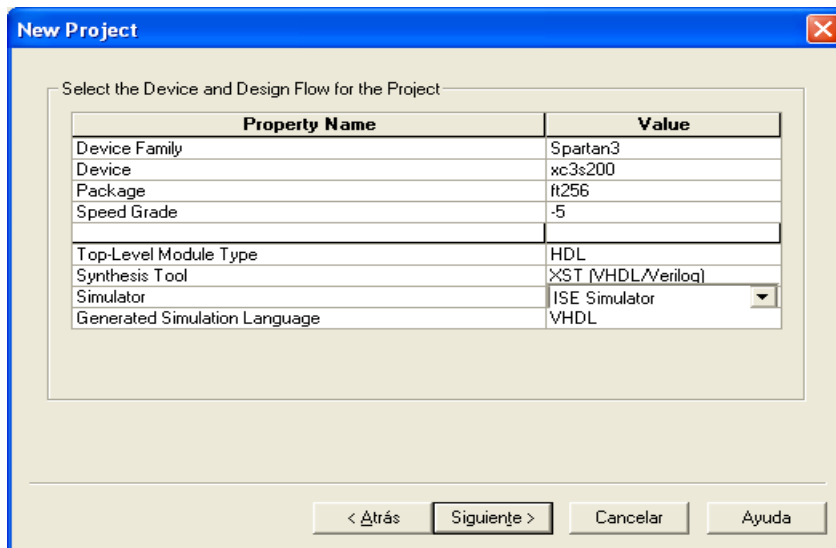 New Project
Select the Device and Design Flow for the Project
Property Name Value
Device Family Spartan3
Device xc3s200
Package ft256
Speed Grade -5
Top-Level Module Type HDL
Synthesis Tool XST (VHDL/Verilog)
Simulator ISE Simulator
Generated Simulation Language VHDL
< Atrás Siguiente > Cancelar Ayuda